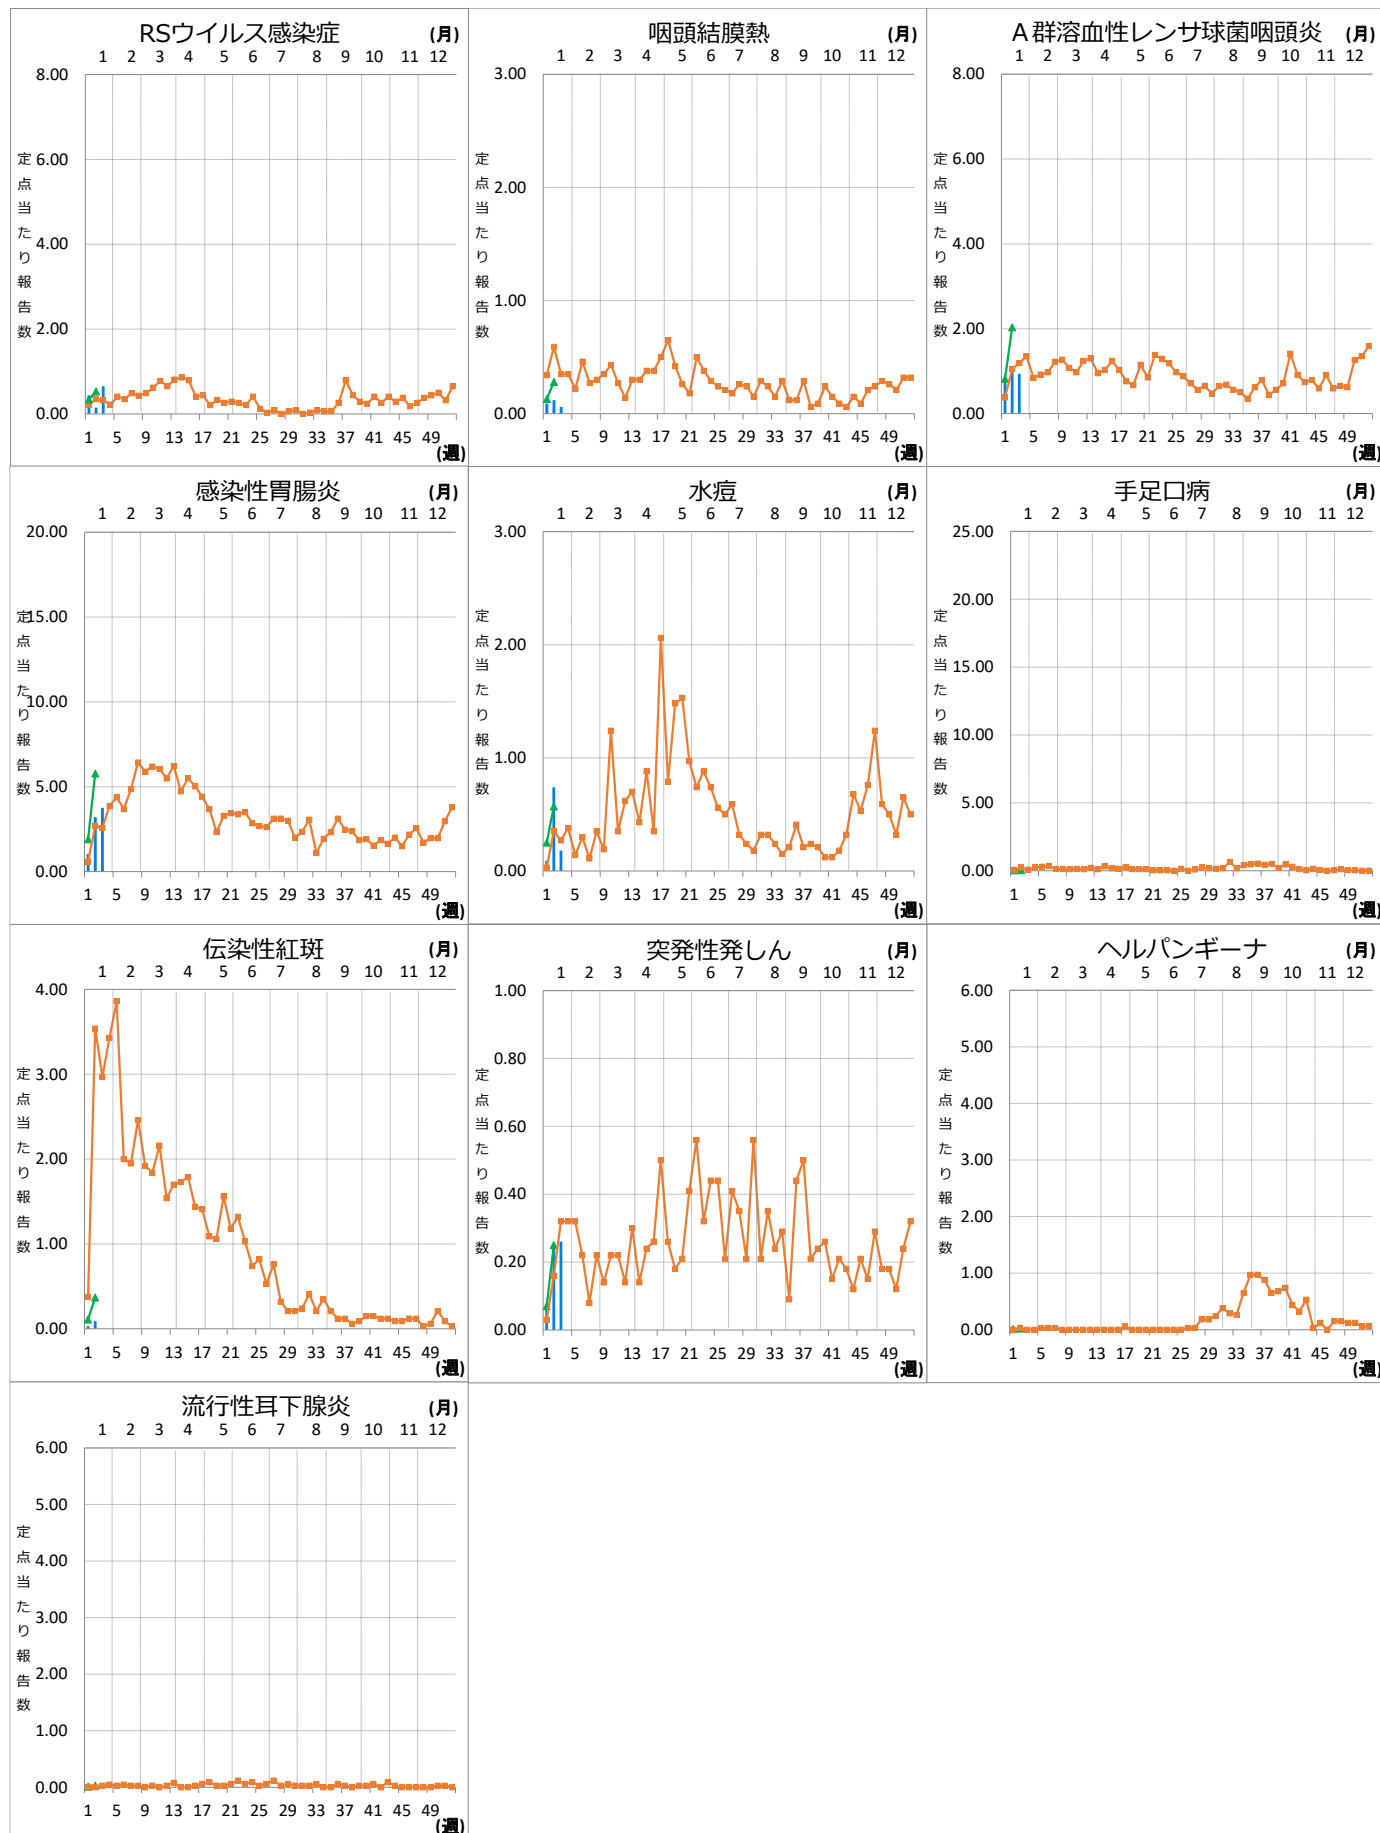 RSウイルス感染症 (月)
1 2 3 4 5 6 7 8 9 10 11 12
8.00
6.00
4.00
2.00
0.00
定点当たり報告数
1 5 9 13 17 21 25 29 33 37 41 45 49
(週)
咽頭結膜熱 (月)
1 2 3 4 5 6 7 8 9 10 11 12
3.00
2.00
1.00
0.00
定点当たり報告数
1 5 9 13 17 21 25 29 33 37 41 45 49
(週)
A群溶血性レンサ球菌咽頭炎 (月)
1 2 3 4 5 6 7 8 9 10 11 12
8.00
6.00
4.00
2.00
0.00
定点当たり報告数
1 5 9 13 17 21 25 29 33 37 41 45 49
(週)
感染性胃腸炎 (月)
1 2 3 4 5 6 7 8 9 10 11 12
20.00
15.00
10.00
5.00
0.00
定点当たり報告数
1 5 9 13 17 21 25 29 33 37 41 45 49
(週)
水痘 (月)
1 2 3 4 5 6 7 8 9 10 11 12
3.00
2.00
1.00
0.00
定点当たり報告数
1 5 9 13 17 21 25 29 33 37 41 45 49
(週)
手足口病 (月)
1 2 3 4 5 6 7 8 9 10 11 12
25.00
20.00
15.00
10.00
5.00
0.00
定点当たり報告数
1 5 9 13 17 21 25 29 33 37 41 45 49
(週)
伝染性紅斑 (月)
1 2 3 4 5 6 7 8 9 10 11 12
4.00
3.00
2.00
1.00
0.00
定点当たり報告数
1 5 9 13 17 21 25 29 33 37 41 45 49
(週)
突発性発しん (月)
1 2 3 4 5 6 7 8 9 10 11 12
1.00
0.80
0.60
0.40
0.20
0.00
定点当たり報告数
1 5 9 13 17 21 25 29 33 37 41 45 49
(週)
ヘルパンギーナ (月)
1 2 3 4 5 6 7 8 9 10 11 12
6.00
5.00
4.00
3.00
2.00
1.00
0.00
定点当たり報告数
1 5 9 13 17 21 25 29 33 37 41 45 49
(週)
流行性耳下腺炎 (月)
1 2 3 4 5 6 7 8 9 10 11 12
6.00
5.00
4.00
3.00
2.00
1.00
0.00
定点当たり報告数
1 5 9 13 17 21 25 29 33 37 41 45 49
(週)